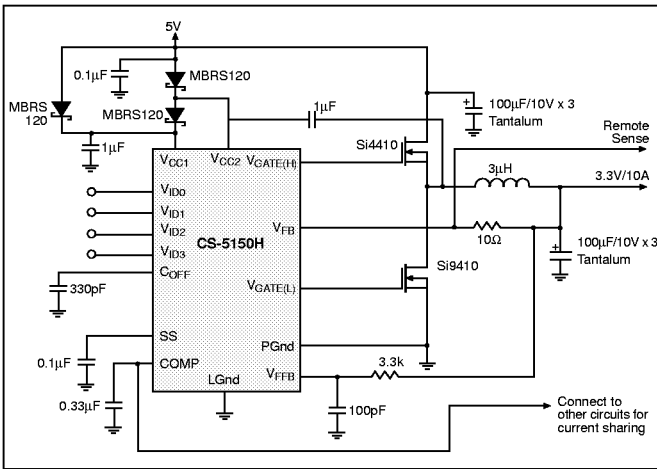 5V
0.1µF
MBRS120
MBRS
120
MBRS120
1µF
1µF
100µF/10V x 3
Tantalum
Si4410
Remote
Sense
3µH
3.3V/10A
VCC1
VCC2
VGATE(H)
VID0
VID1
VID2
VID3
VFB
CS-5150H
10Ω
100µF/10V x 3
Tantalum
COFF
330pF
Si9410
VGATE(L)
SS
PGnd
0.1µF
COMP
VFFB
3.3k
LGnd
0.33µF
100pF
Connect to
other circuits for
current sharing